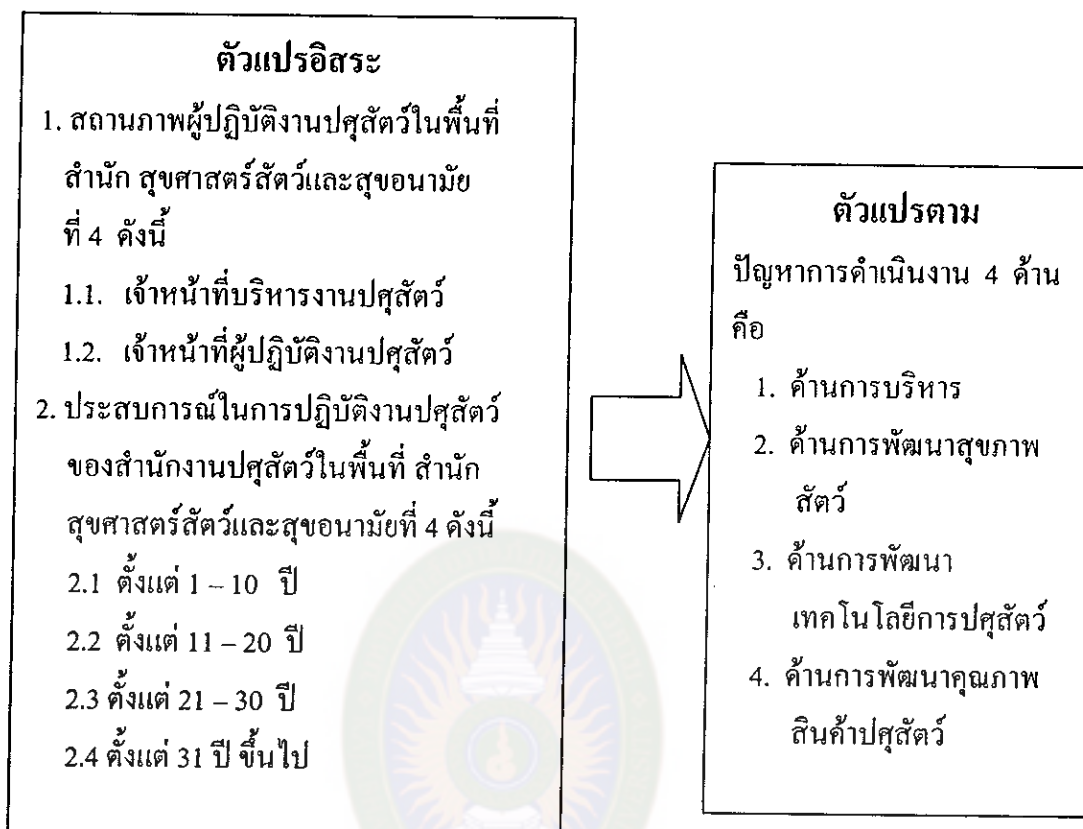 ตัวแปรอิสระ
1. สถานภาพผู้ปฏิบัติงานปศุสัตว์ในพื้นที่
สำนัก สุขศาสตร์สัตว์และสุขอนามัย
ที่ 4 ดังนี้
1.1. เจ้าหน้าที่บริหารงานปศุสัตว์
1.2. เจ้าหน้าที่ผู้ปฏิบัติงานปศุสัตว์
2. ประสบการณ์ในการปฏิบัติงานปศุสัตว์
ของสำนักงานปศุสัตว์ในพื้นที่ สำนัก
สุขศาสตร์สัตว์และสุขอนามัยที่ 4 ดังนี้
2.1 ตั้งแต่ 1 – 10 ปี
2.2 ตั้งแต่ 11 – 20 ปี
2.3 ตั้งแต่ 21 – 30 ปี
2.4 ตั้งแต่ 31 ปี ขึ้นไป
ตัวแปรตาม
ปัญหาการดำเนินงาน 4 ด้าน
คือ
1. ด้านการบริหาร
2. ด้านการพัฒนาสุขภาพ
สัตว์
3. ด้านการพัฒนา
เทคโนโลยีการปศุสัตว์
4. ด้านการพัฒนาคุณภาพ
สินค้าปศุสัตว์